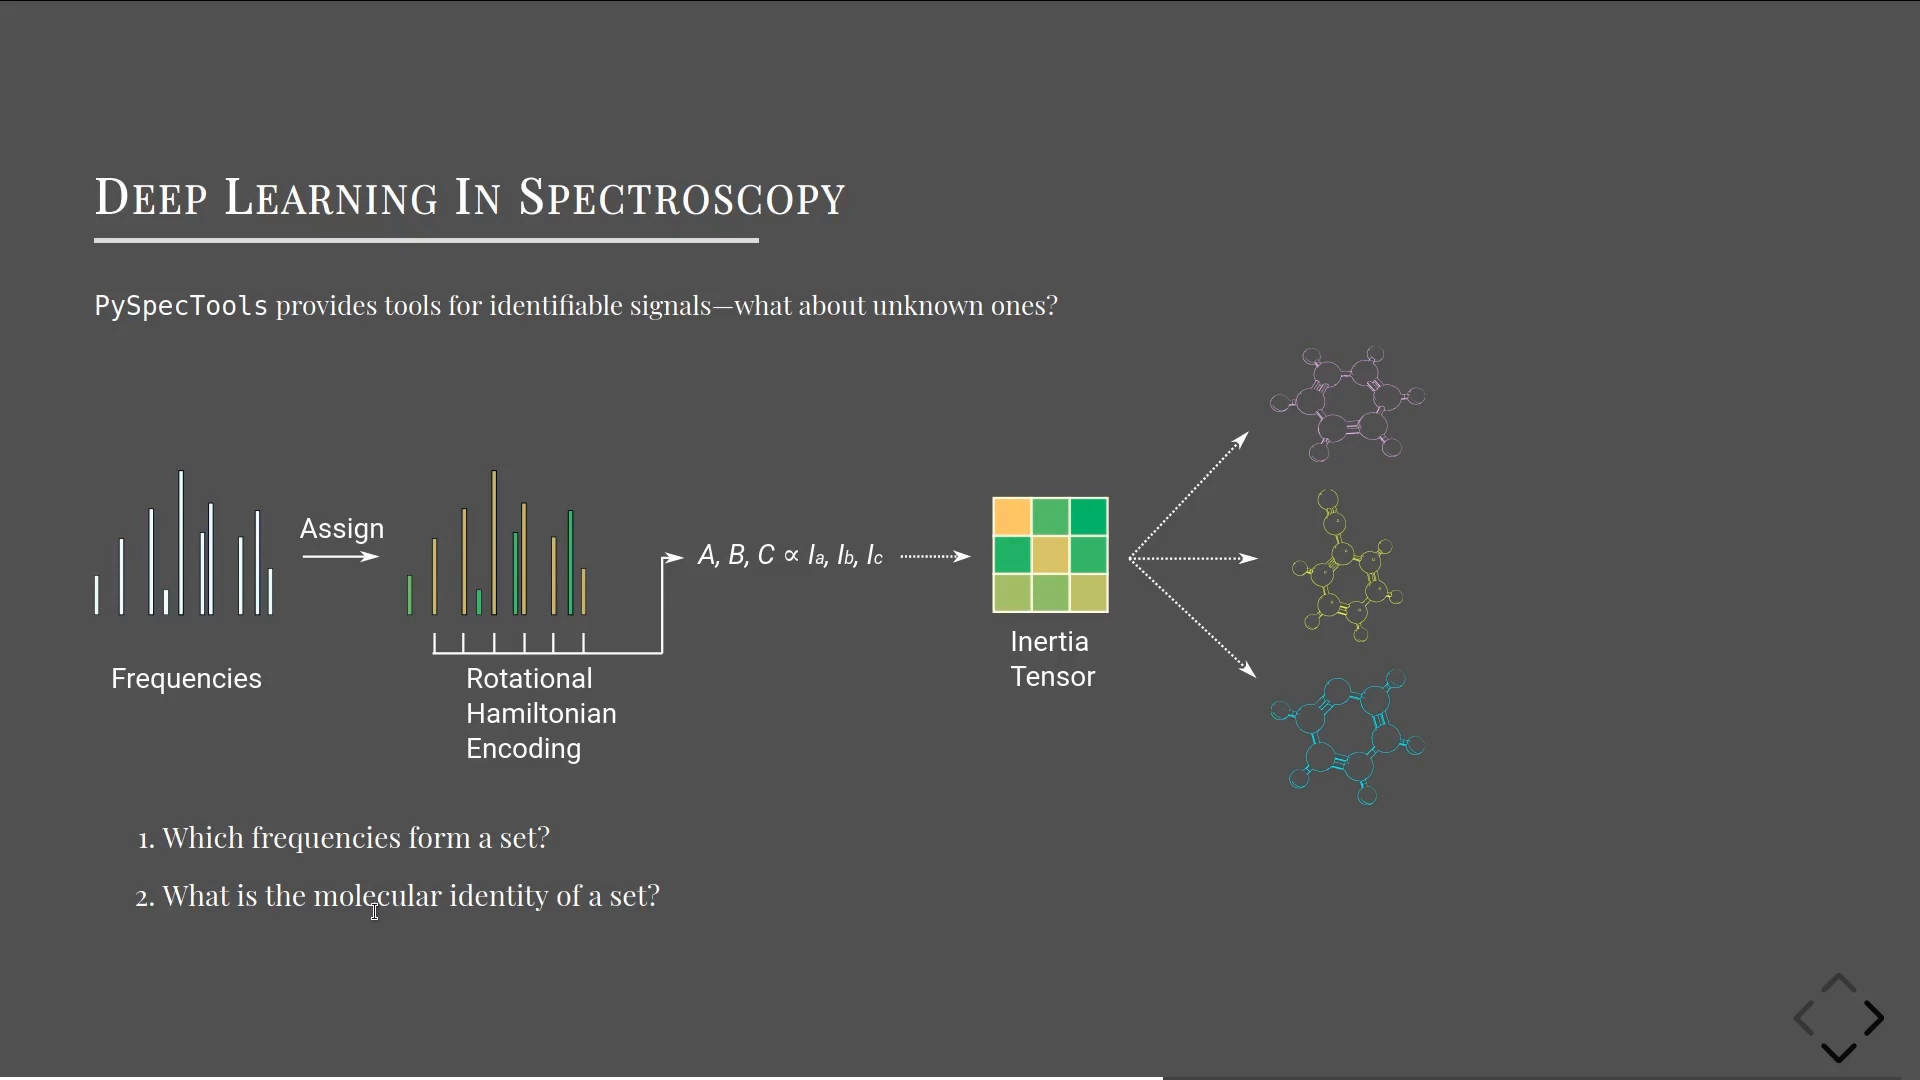 Deep Learning In Spectroscopy
PySpecTools provides tools for identifiable signals—what about unknown ones?
Assign
A, B, C ∝ Ia, Ib, Ic
Frequencies
Rotational
Hamiltonian
Encoding
Inertia
Tensor
1. Which frequencies form a set?
2. What is the molecular identity of a set?